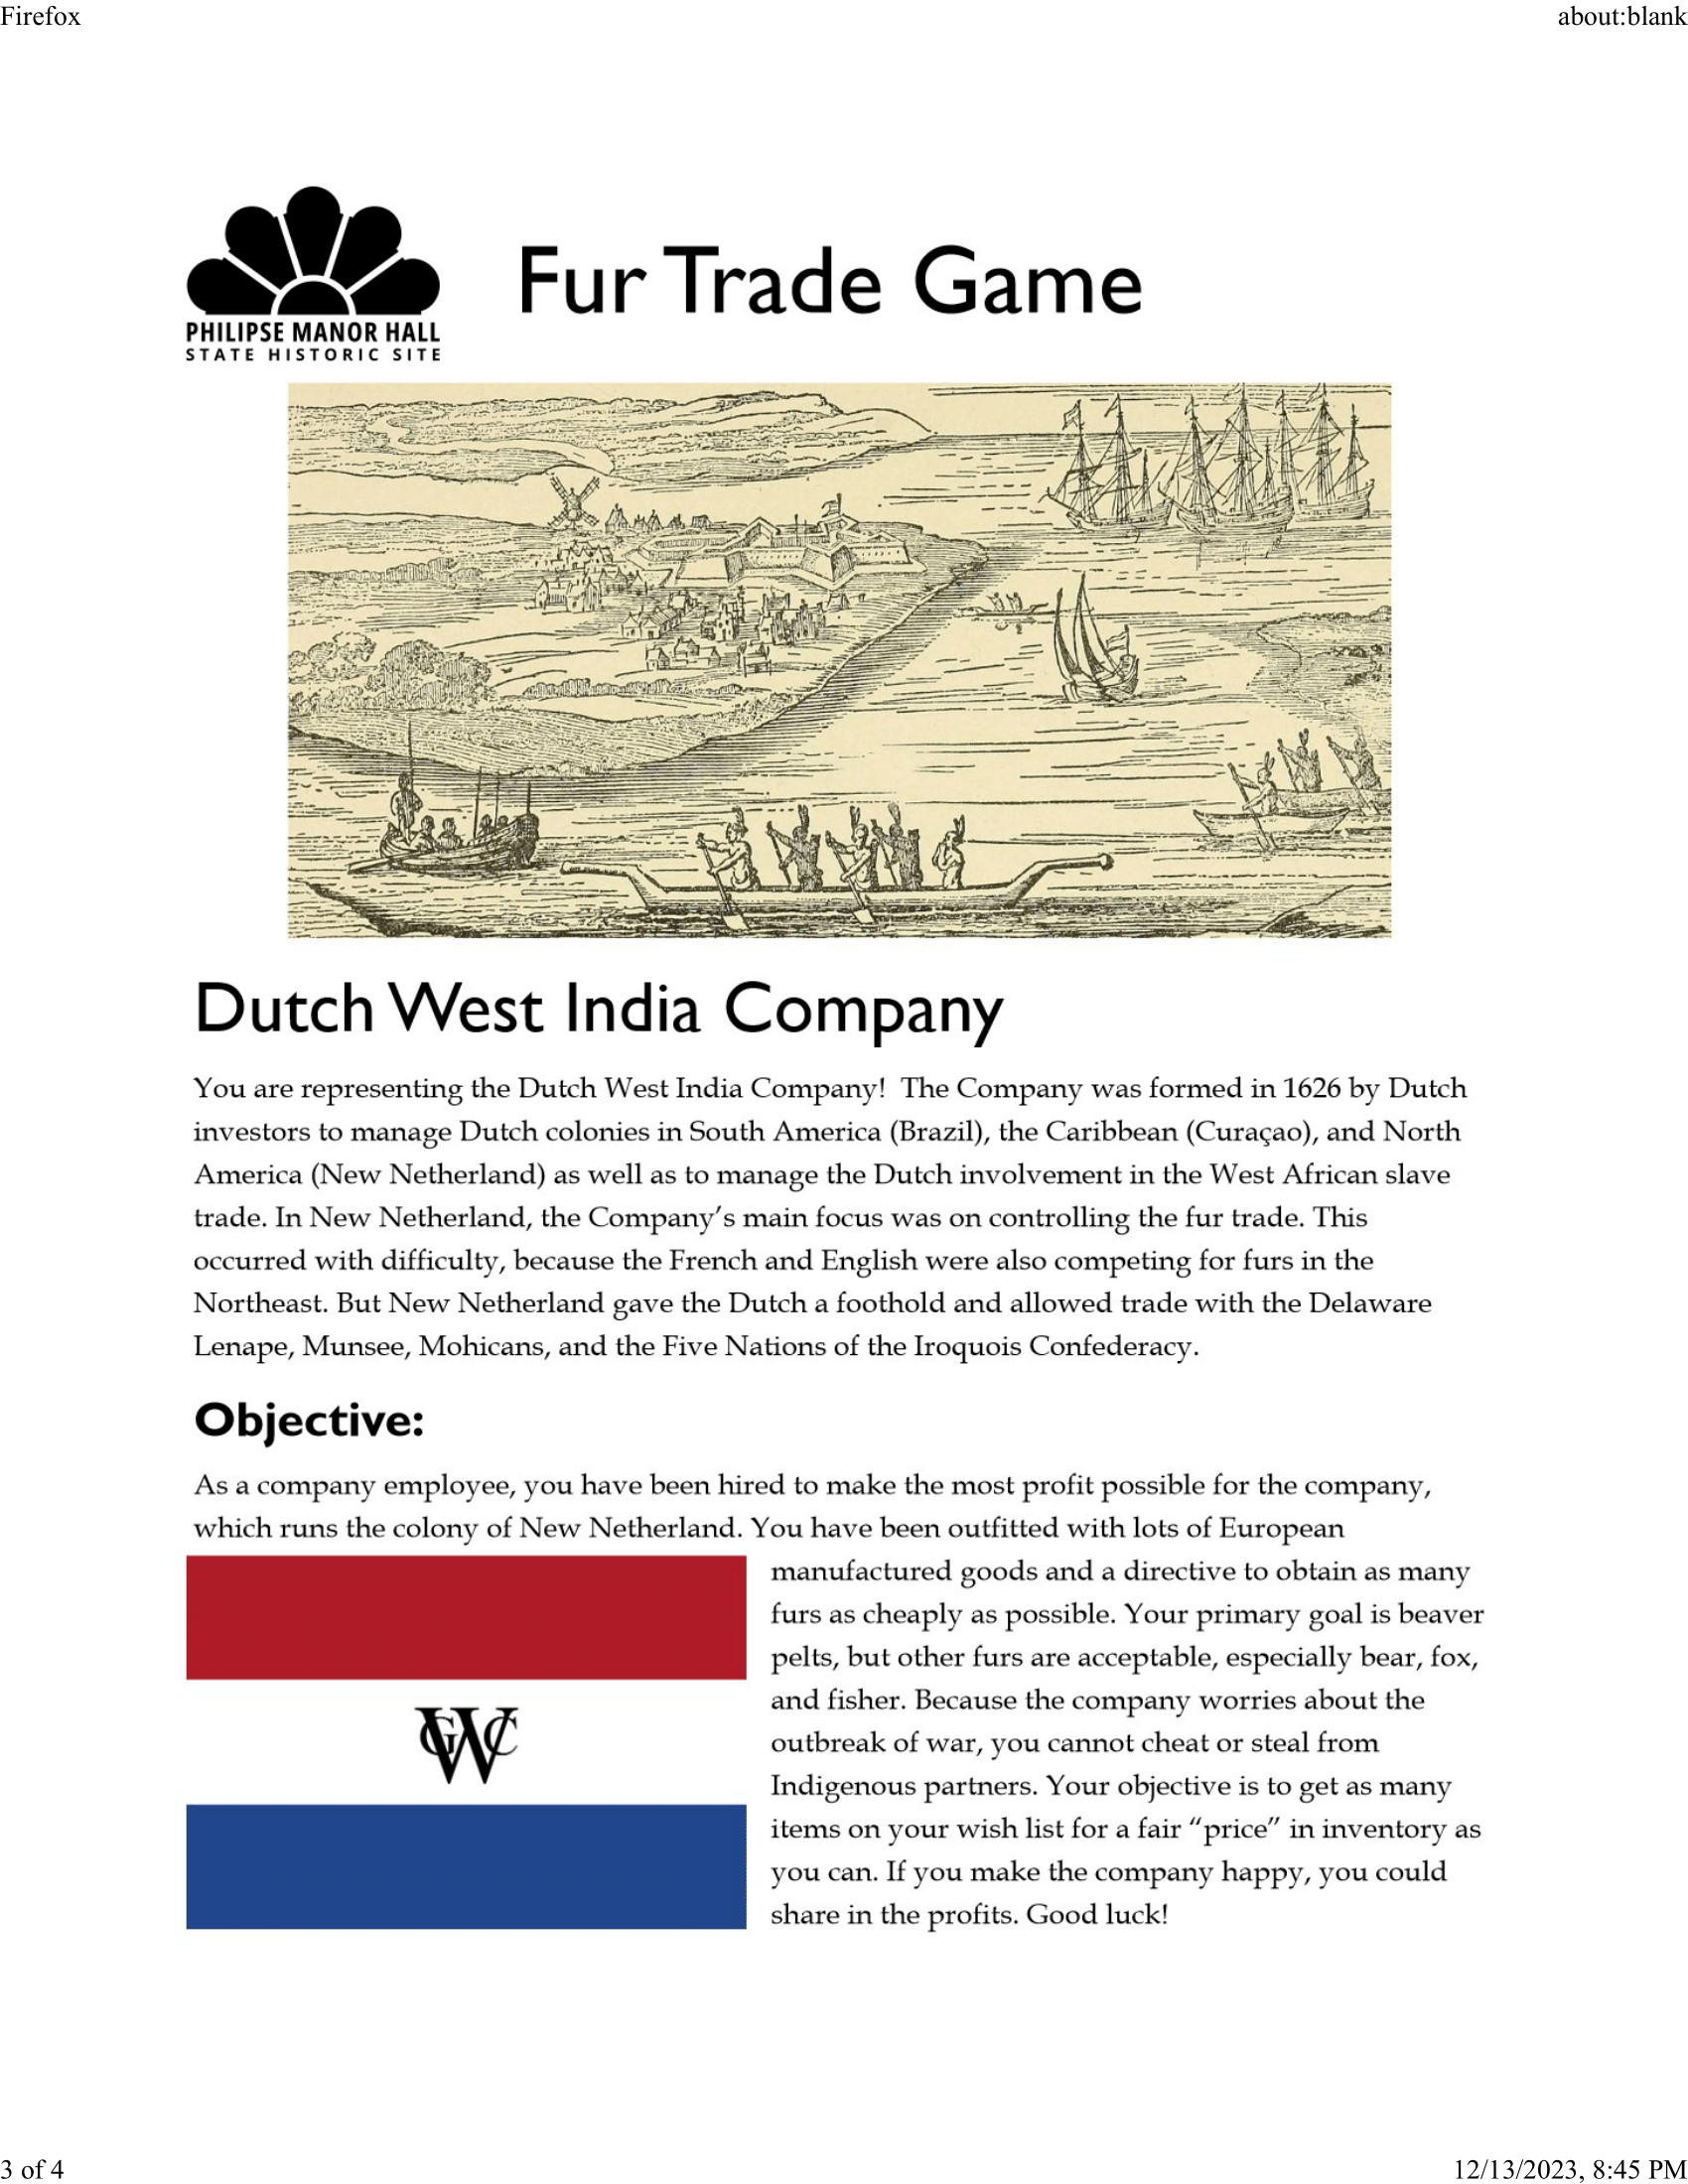 Firefox
about:blank
PHILIPSE MANOR HALL
STATE HISTORIC SITE
Fur Trade Game
Dutch West India Company
You are representing the Dutch West India Company!  The Company was formed in 1626 by Dutch
investors to manage Dutch colonies in South America (Brazil), the Caribbean (Curaçao), and North
America (New Netherland) as well as to manage the Dutch involvement in the West African slave
trade. In New Netherland, the Company’s main focus was on controlling the fur trade. This
occurred with difficulty, because the French and English were also competing for furs in the
Northeast. But New Netherland gave the Dutch a foothold and allowed trade with the Delaware
Lenape, Munsee, Mohicans, and the Five Nations of the Iroquois Confederacy.
Objective:
As a company employee, you have been hired to make the most profit possible for the company,
which runs the colony of New Netherland. You have been outfitted with lots of European
manufactured goods and a directive to obtain as many
furs as cheaply as possible. Your primary goal is beaver
pelts, but other furs are acceptable, especially bear, fox,
and fisher. Because the company worries about the
outbreak of war, you cannot cheat or steal from
Indigenous partners. Your objective is to get as many
items on your wish list for a fair “price” in inventory as
you can. If you make the company happy, you could
share in the profits. Good luck!
GWC
3 of 4
12/13/2023, 8:45 PM